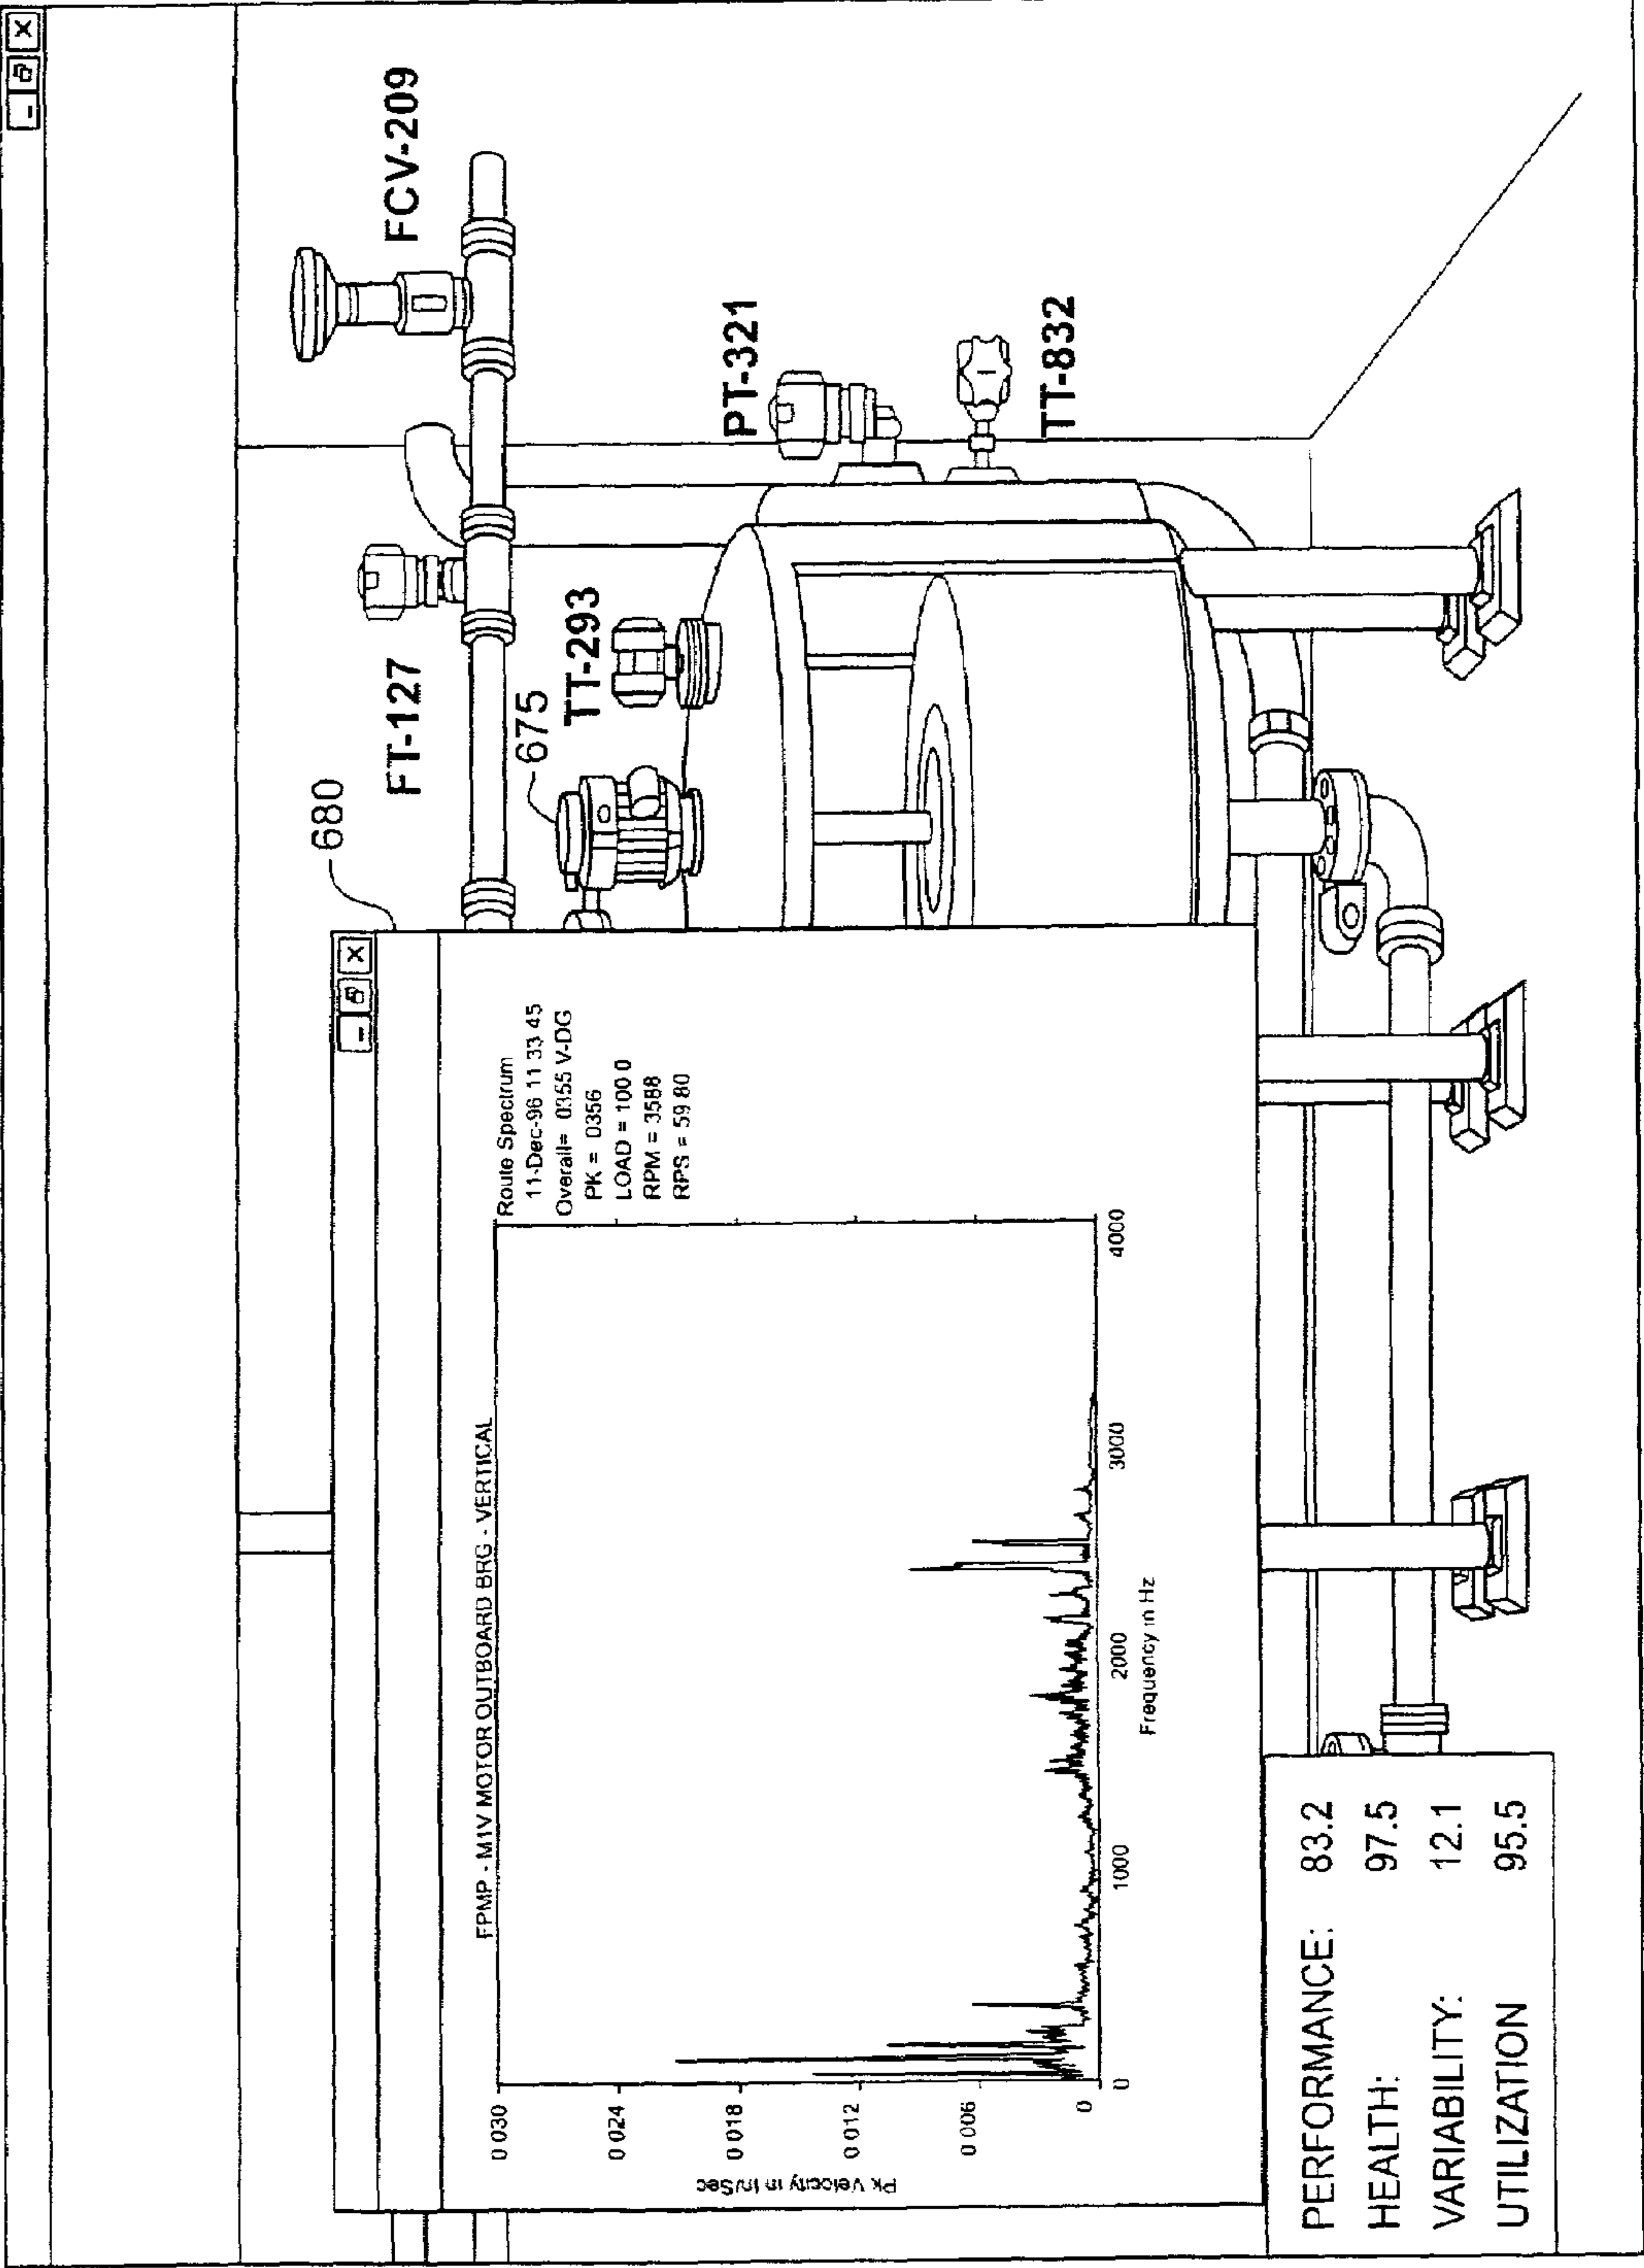 FCV-209
FT-127
680
PT-321
TT-293
675
TT-832
FPMP - M1V MOTOR OUTBOARD BRG - VERTICAL
Route Spectrum
11-Dec-96 11 33 45
Overall= 0355 V-DG
PK = 0356
LOAD = 100 0
RPM = 3588
RPS = 59 80
Pk Velocity in In/Sec
0 030
0 024
0 018
0 012
0 006
0
0
1000
2000
3000
4000
Frequency in Hz
PERFORMANCE: 83.2
HEALTH: 97.5
VARIABILITY: 12.1
UTILIZATION 95.5